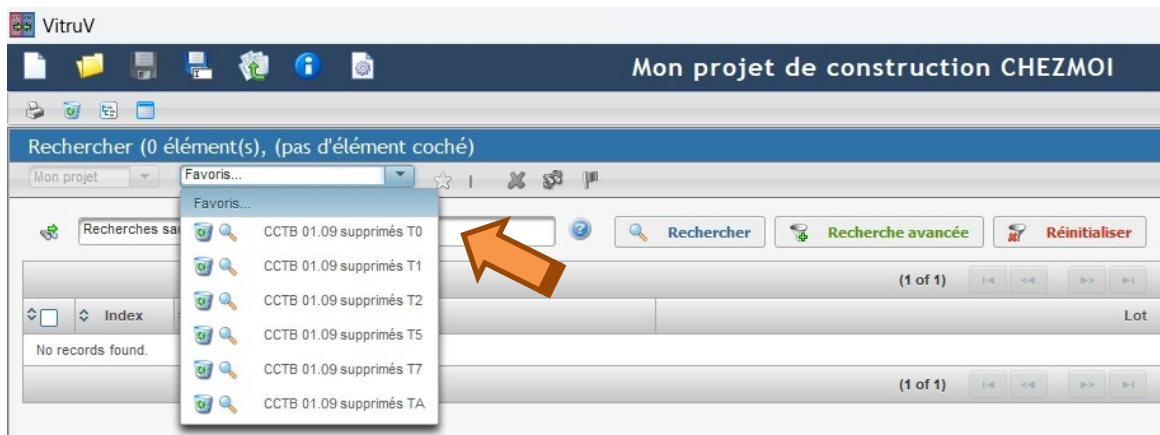 VitruV
Mon projet de construction CHEZMOI
Rechercher (0 élément(s), (pas d'élément coché)
Mon projet Favoris...
Favoris...
Recherches sa
CCTB 01.09 supprimés T0
Rechercher Recherche avancée Réinitialiser
CCTB 01.09 supprimés T1
(1 of 1)
CCTB 01.09 supprimés T2
Index Lot
CCTB 01.09 supprimés T5
No records found.
CCTB 01.09 supprimés T7
(1 of 1)
CCTB 01.09 supprimés TA